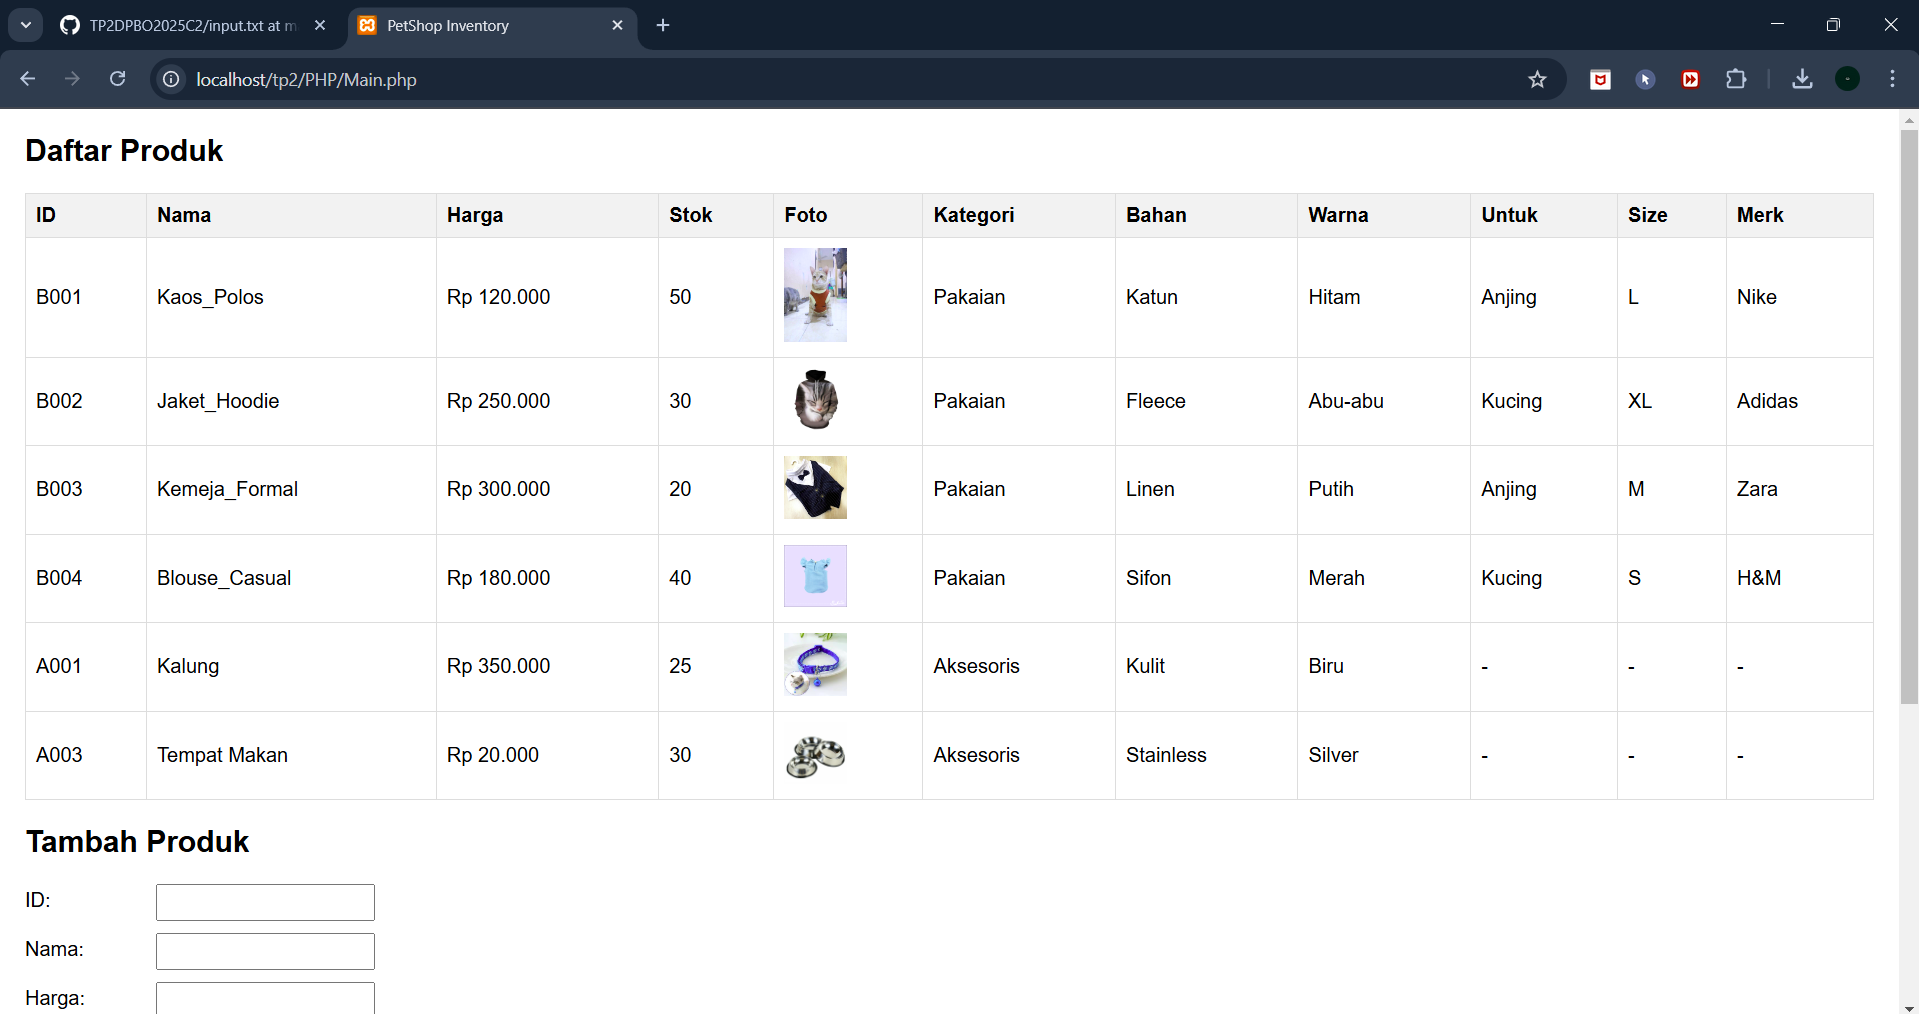 TP2DPBO2025C2/input.txt at m
PetShop Inventory
localhost/tp2/PHP/Main.php
Daftar Produk
ID Nama Harga Stok Foto Kategori Bahan Warna Untuk Size Merk
B001 Kaos_Polos Rp 120.000 50 Pakaian Katun Hitam Anjing L Nike
B002 Jaket_Hoodie Rp 250.000 30 Pakaian Fleece Abu-abu Kucing XL Adidas
B003 Kemeja_Formal Rp 300.000 20 Pakaian Linen Putih Anjing M Zara
B004 Blouse_Casual Rp 180.000 40 Pakaian Sifon Merah Kucing S H&M
A001 Kalung Rp 350.000 25 Aksesoris Kulit Biru - - -
A003 Tempat Makan Rp 20.000 30 Aksesoris Stainless Silver - - -
Tambah Produk
ID:
Nama:
Harga: